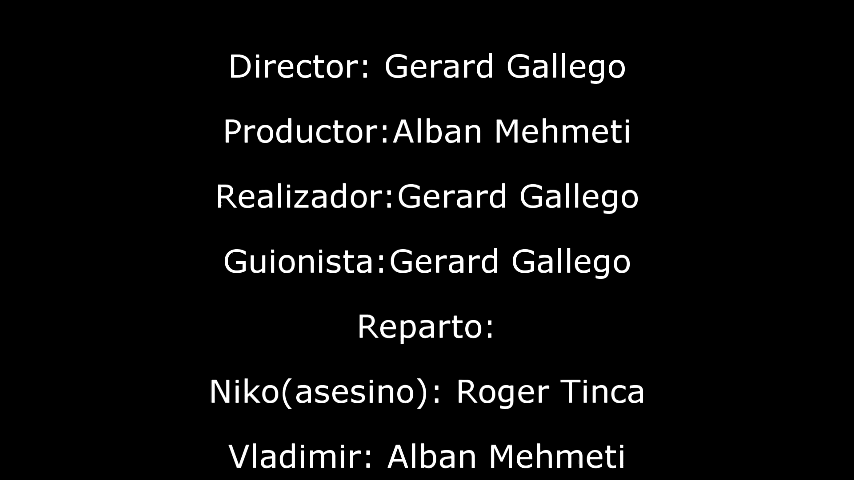 Director: Gerard Gallego
Productor:Alban Mehmeti
Realizador:Gerard Gallego
Guionista:Gerard Gallego
Reparto:
Niko(asesino): Roger Tinca
Vladimir: Alban Mehmeti